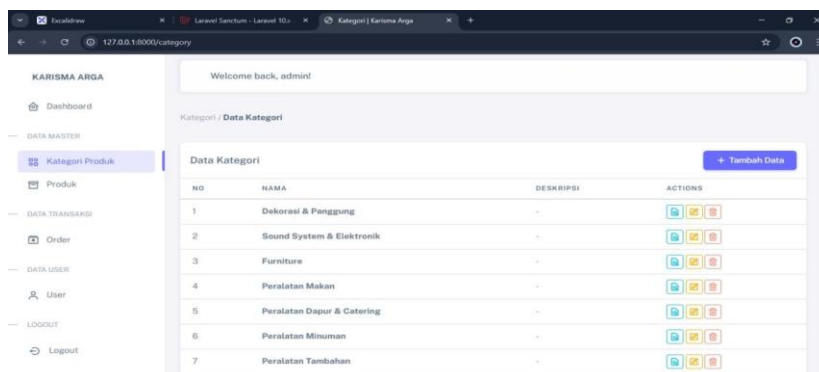 Excalidraw
Laravel Sanctum - Laravel 10.x
Kategori | Karisma Arga
127.0.0.1:8000/category
KARISMA ARGA
Welcome back, admin!
Dashboard
Kategori / Data Kategori
DATA MASTER
Kategori Produk
Produk
DATA TRANSAKSI
Order
DATA USER
User
LOGOUT
Logout
Data Kategori
+ Tambah Data
NO NAMA DESKRIPSI ACTIONS
1 Dekorasi & Panggung -
2 Sound System & Elektronik -
3 Furniture -
4 Peralatan Makan -
5 Peralatan Dapur & Catering -
6 Peralatan Minuman -
7 Peralatan Tambahan -